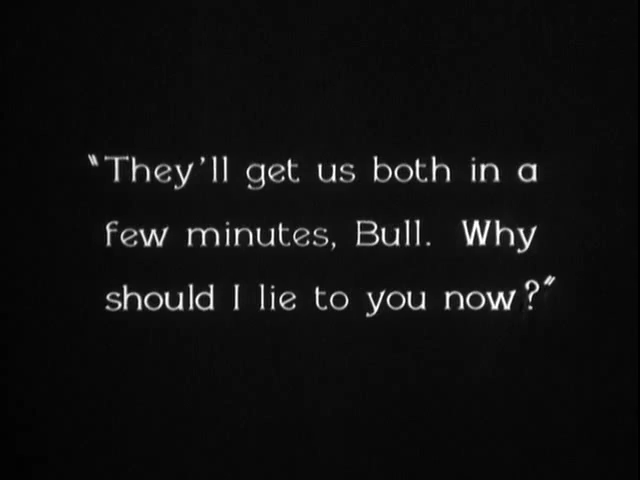 "They'll get us both in a
few minutes, Bull. Why
should I lie to you now?"